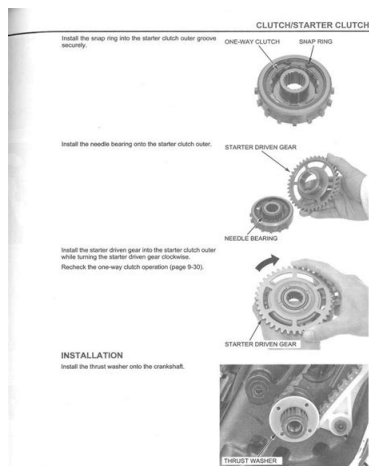 CLUTCH/STARTER CLUTCH
Install the snap ring into the starter clutch outer groove
securely.
ONE-WAY CLUTCH
SNAP RING
Install the needle bearing onto the starter clutch outer.
STARTER DRIVEN GEAR
NEEDLE BEARING
Install the starter driven gear into the starter clutch outer
while turning the starter driven gear clockwise.
Recheck the one-way clutch operation (page 9-30).
STARTER DRIVEN GEAR
INSTALLATION
Install the thrust washer onto the crankshaft.
THRUST WASHER